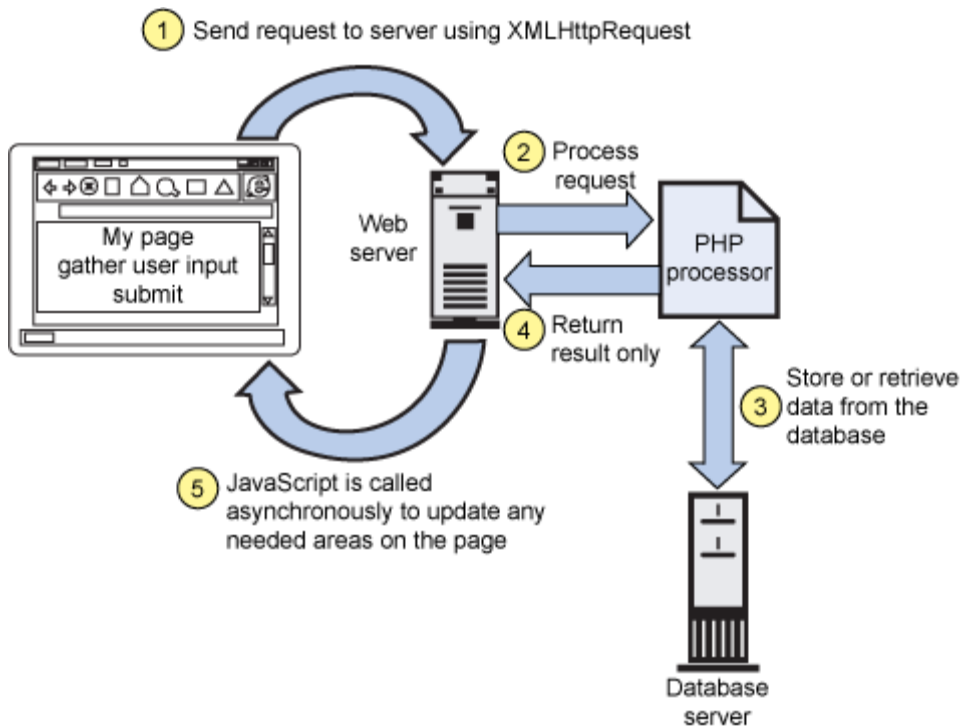 1 Send request to server using XMLHttpRequest
2 Process
request
Web
server
PHP
processor
My page
gather user input
submit
4 Return
result only
3 Store or retrieve
data from the
database
5 JavaScript is called
asynchronously to update any
needed areas on the page
Database
server